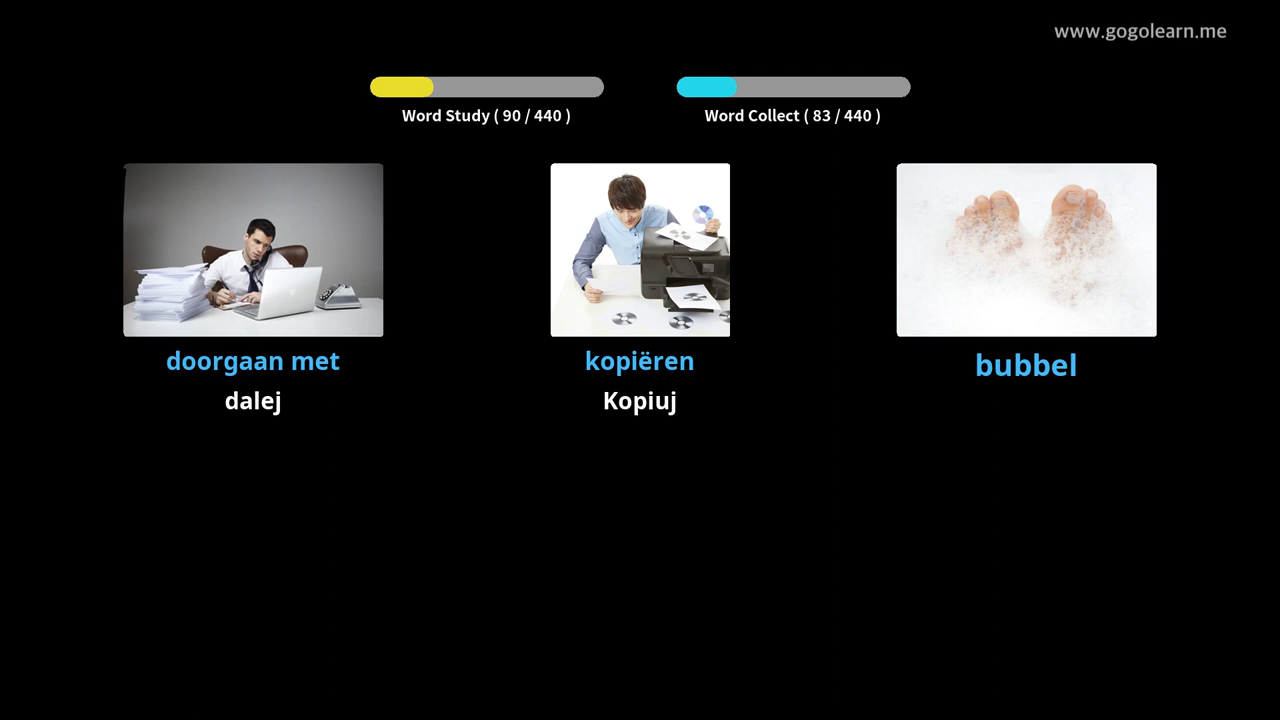 www.gogolearn.me
Word Study ( 90 / 440 )
Word Collect ( 83 / 440 )
doorgaan met
dalej
kopiëren
Kopiuj
bubbel